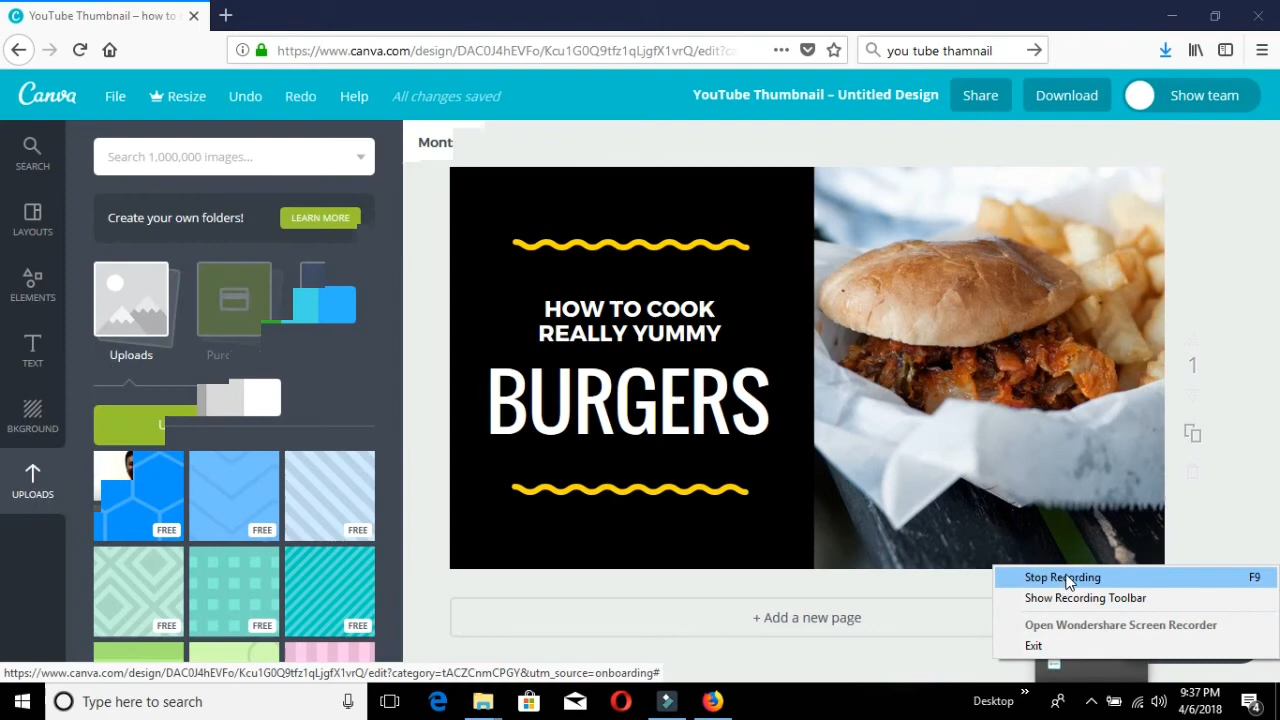 YouTube Thumbnail – how to
https://www.canva.com/design/DAC0J4hEVFo/Kcu1G0Q9tfz1qLjgfX1vrQ/edit?c
you tube thamnail
Canva
File
Resize
Undo
Redo
Help
All changes saved
YouTube Thumbnail – Untitled Design
Share
Download
Show team
SEARCH
LAYOUTS
ELEMENTS
TEXT
BKGROUND
UPLOADS
Search 1,000,000 images...
Create your own folders!
LEARN MORE
Uploads
Purc
FREE
FREE
FREE
FREE
FREE
FREE
Mont
HOW TO COOK
REALLY YUMMY
BURGERS
1
+ Add a new page
Stop Recording F9
Show Recording Toolbar
Open Wondershare Screen Recorder
Exit
https://www.canva.com/design/DAC0J4hEVFo/Kcu1G0Q9tfz1qLjgfX1vrQ/edit?category=tACZCnmCPGY&utm_source=onboarding#
Type here to search
Desktop
9:37 PM
4/6/2018
4